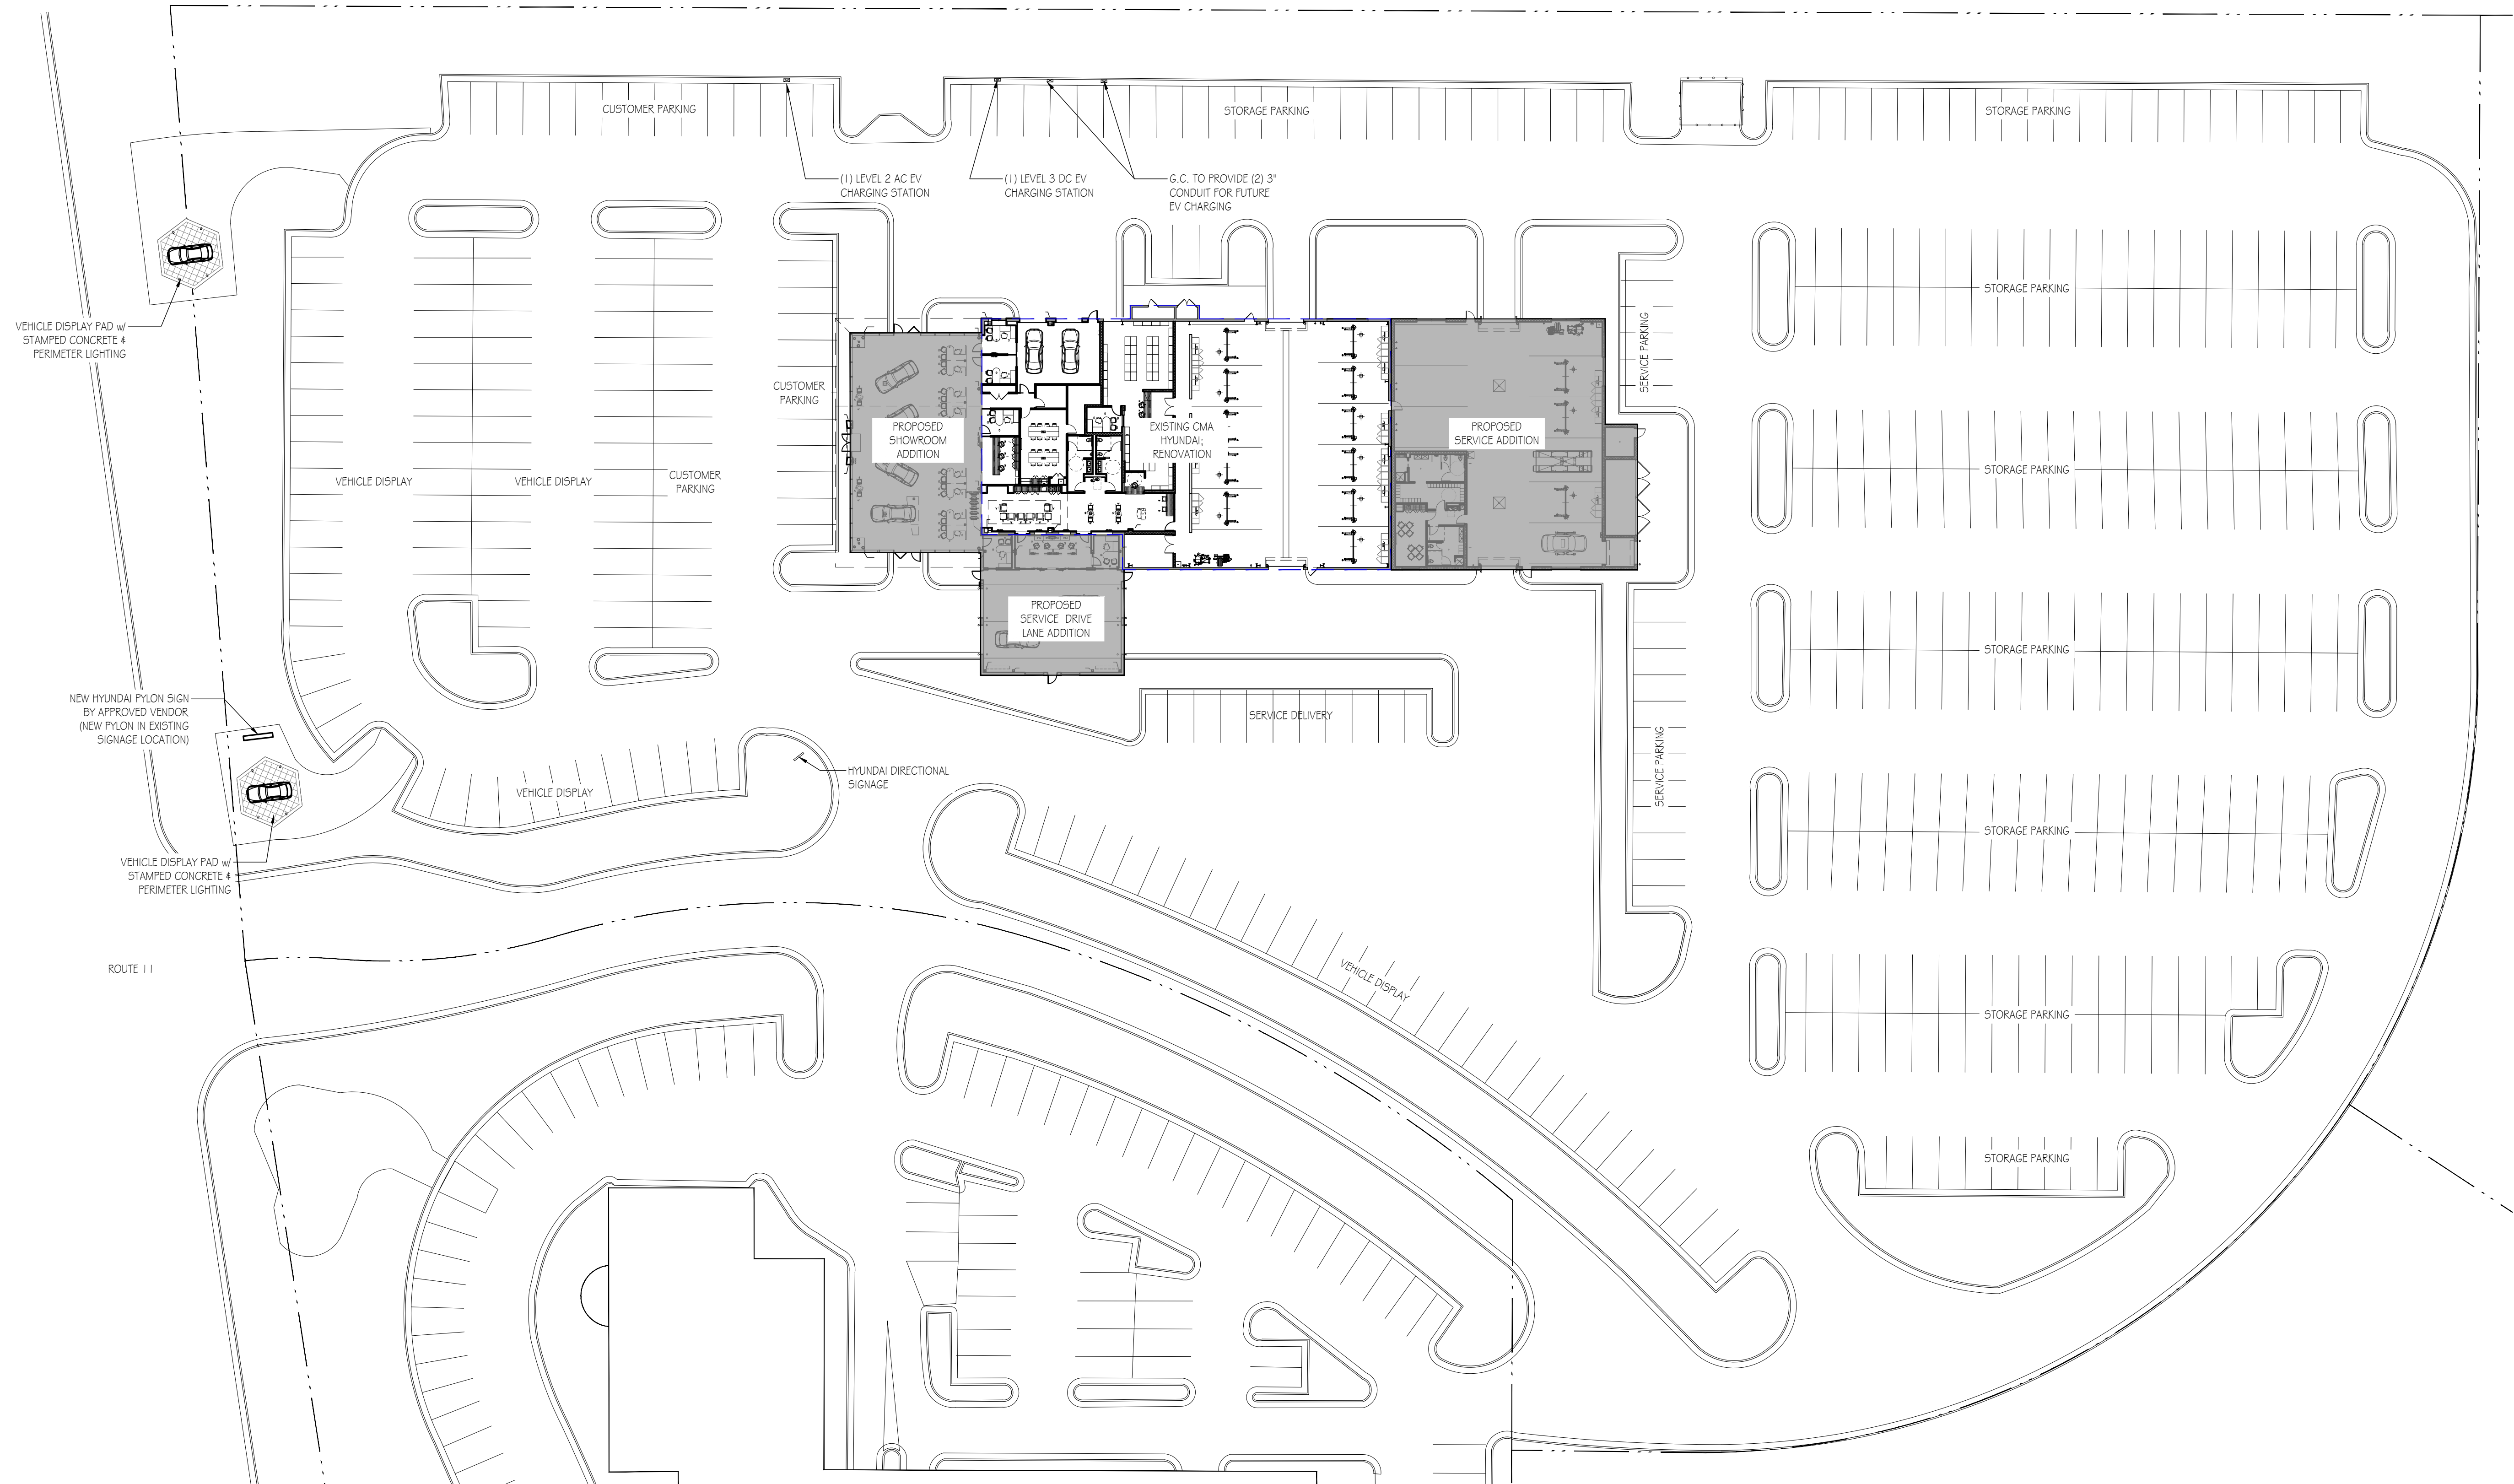 CUSTOMER PARKING
STORAGE PARKING
STORAGE PARKING
(1) LEVEL 2 AC EV
CHARGING STATION
(1) LEVEL 3 DC EV
CHARGING STATION
G.C. TO PROVIDE (2) 3"
CONDUIT FOR FUTURE
EV CHARGING
VEHICLE DISPLAY PAD w/
STAMPED CONCRETE &
PERIMETER LIGHTING
STORAGE PARKING
SERVICE PARKING
CUSTOMER
PARKING
PROPOSED
SHOWROOM
ADDITION
EXISTING CMA
HYUNDAI;
RENOVATION
PROPOSED
SERVICE ADDITION
VEHICLE DISPLAY
VEHICLE DISPLAY
CUSTOMER
PARKING
STORAGE PARKING
PROPOSED
SERVICE DRIVE
LANE ADDITION
STORAGE PARKING
NEW HYUNDAI PYLON SIGN
BY APPROVED VENDOR
(NEW PYLON IN EXISTING
SIGNAGE LOCATION)
SERVICE DELIVERY
SERVICE PARKING
HYUNDAI DIRECTIONAL
SIGNAGE
VEHICLE DISPLAY
STORAGE PARKING
VEHICLE DISPLAY PAD w/
STAMPED CONCRETE &
PERIMETER LIGHTING
ROUTE 11
VEHICLE DISPLAY
STORAGE PARKING
STORAGE PARKING